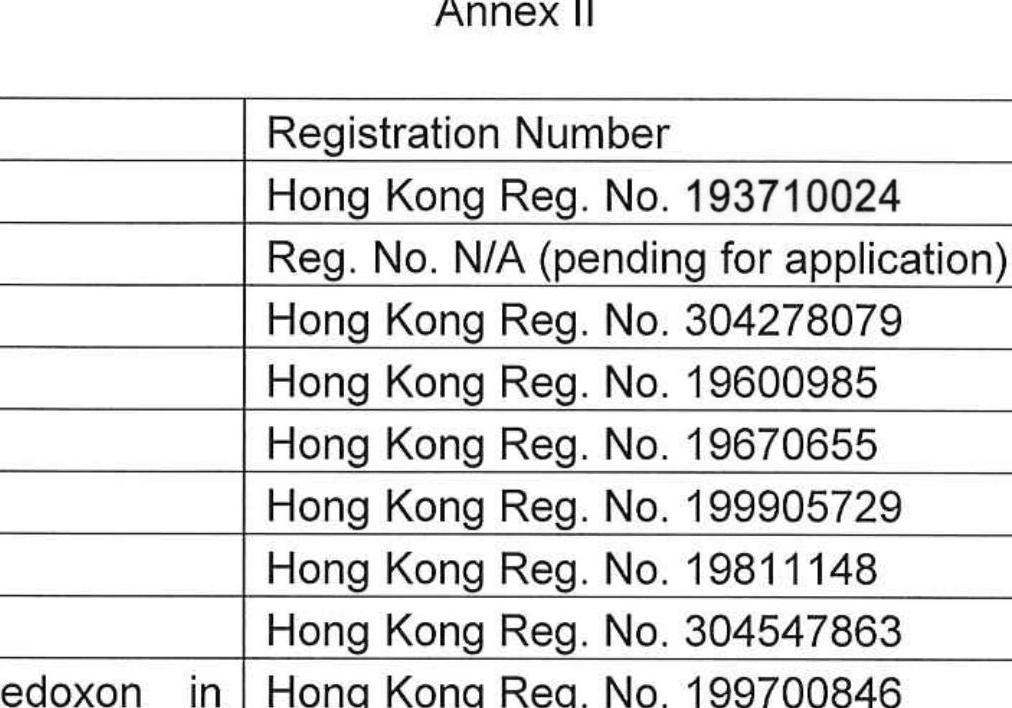 Annex II
Registration Number
Hong Kong Reg. No. 193710024
Reg. No. N/A (pending for application)
Hong Kong Reg. No. 304278079
Hong Kong Reg. No. 19600985
Hong Kong Reg. No. 19670655
Hong Kong Reg. No. 199905729
Hong Kong Reg. No. 19811148
Hong Kong Reg. No. 304547863
edoxon in Hong Kong Reg. No. 199700846